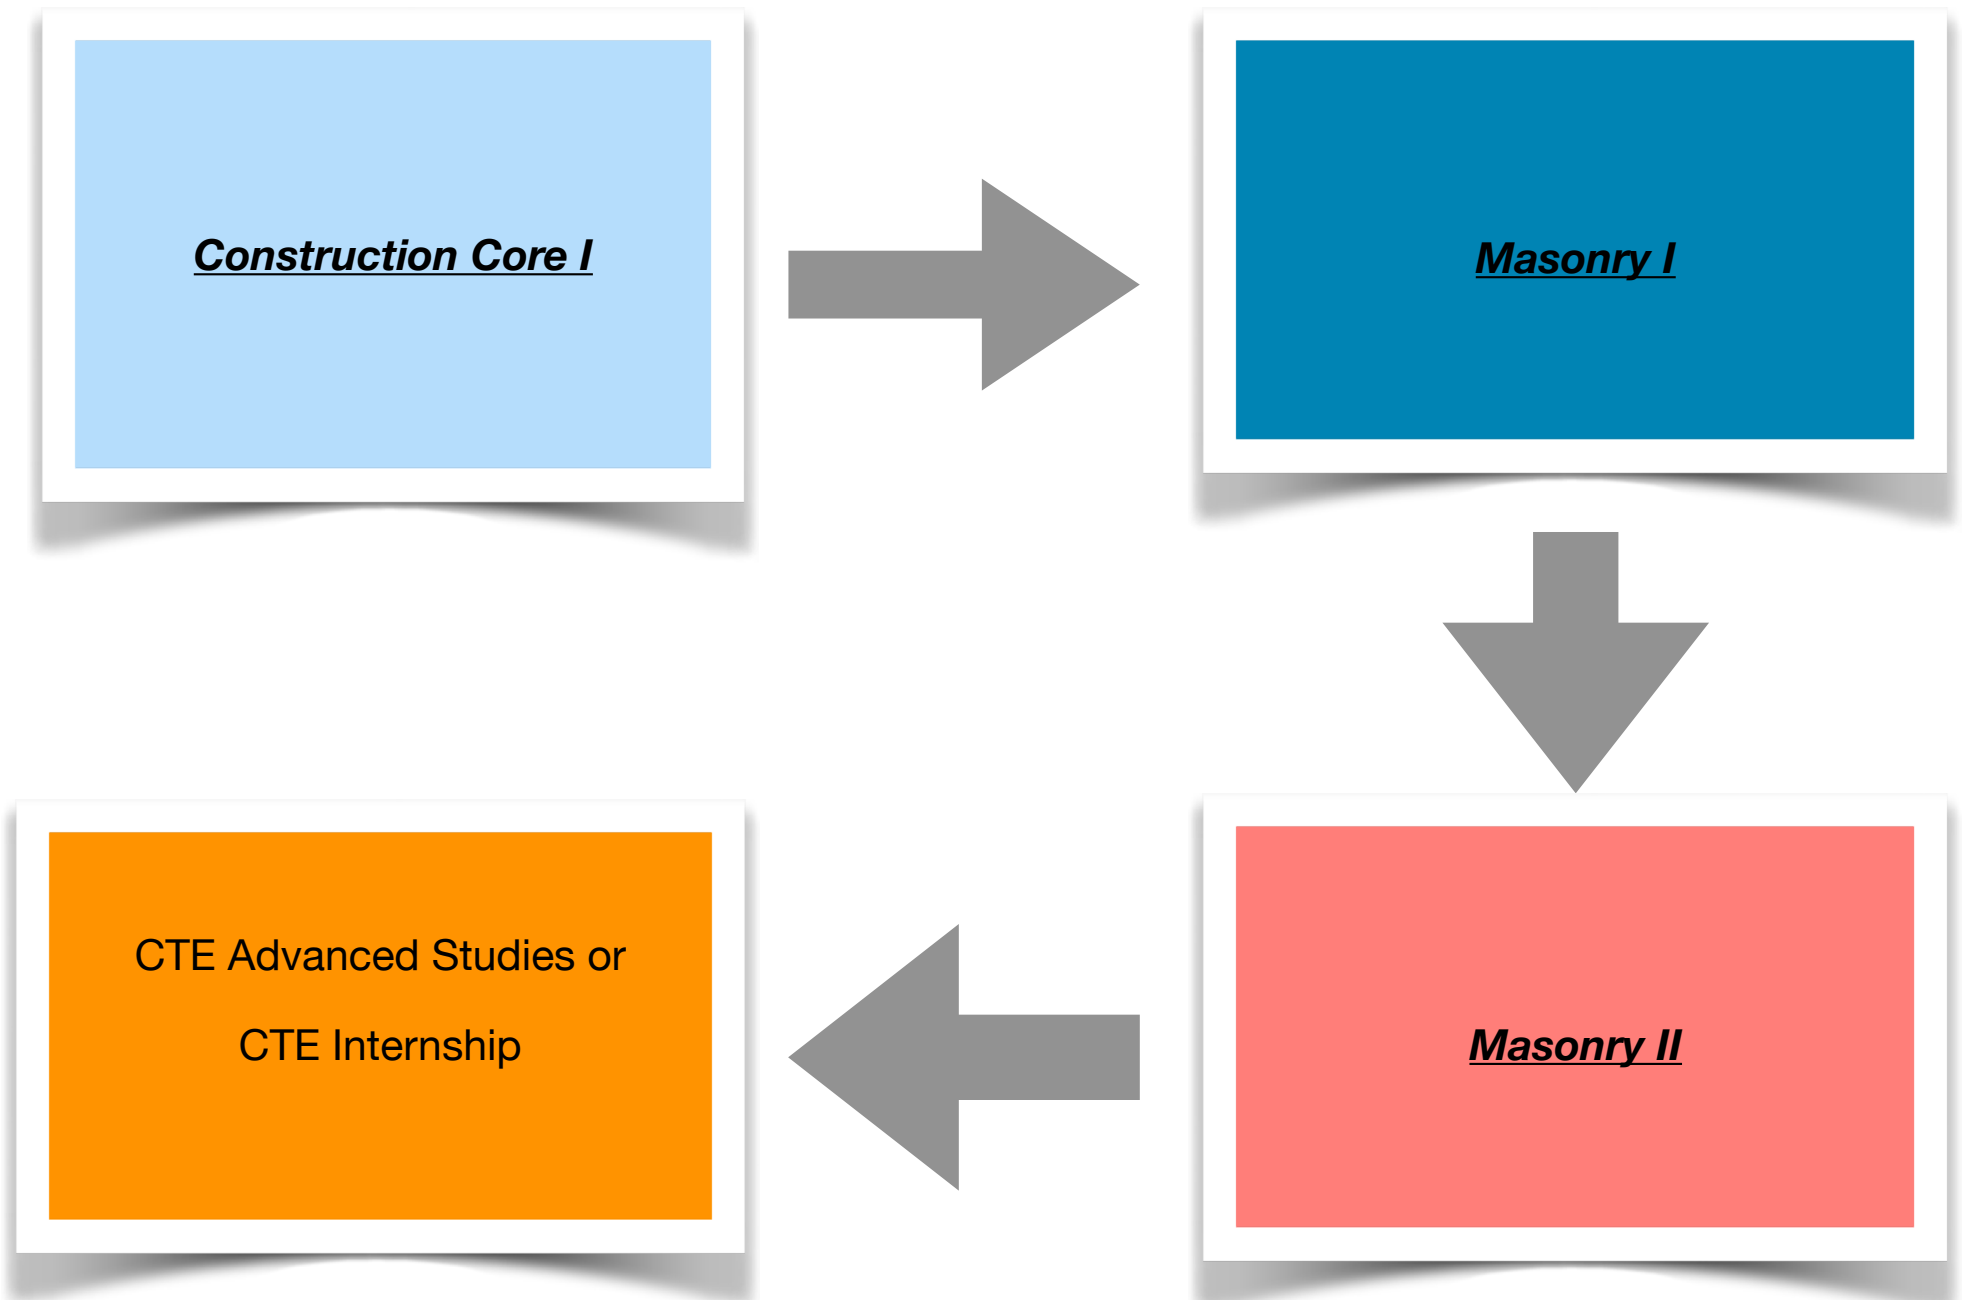 Construction Core I
Masonry I
Masonry II
CTE Advanced Studies or
CTE Internship